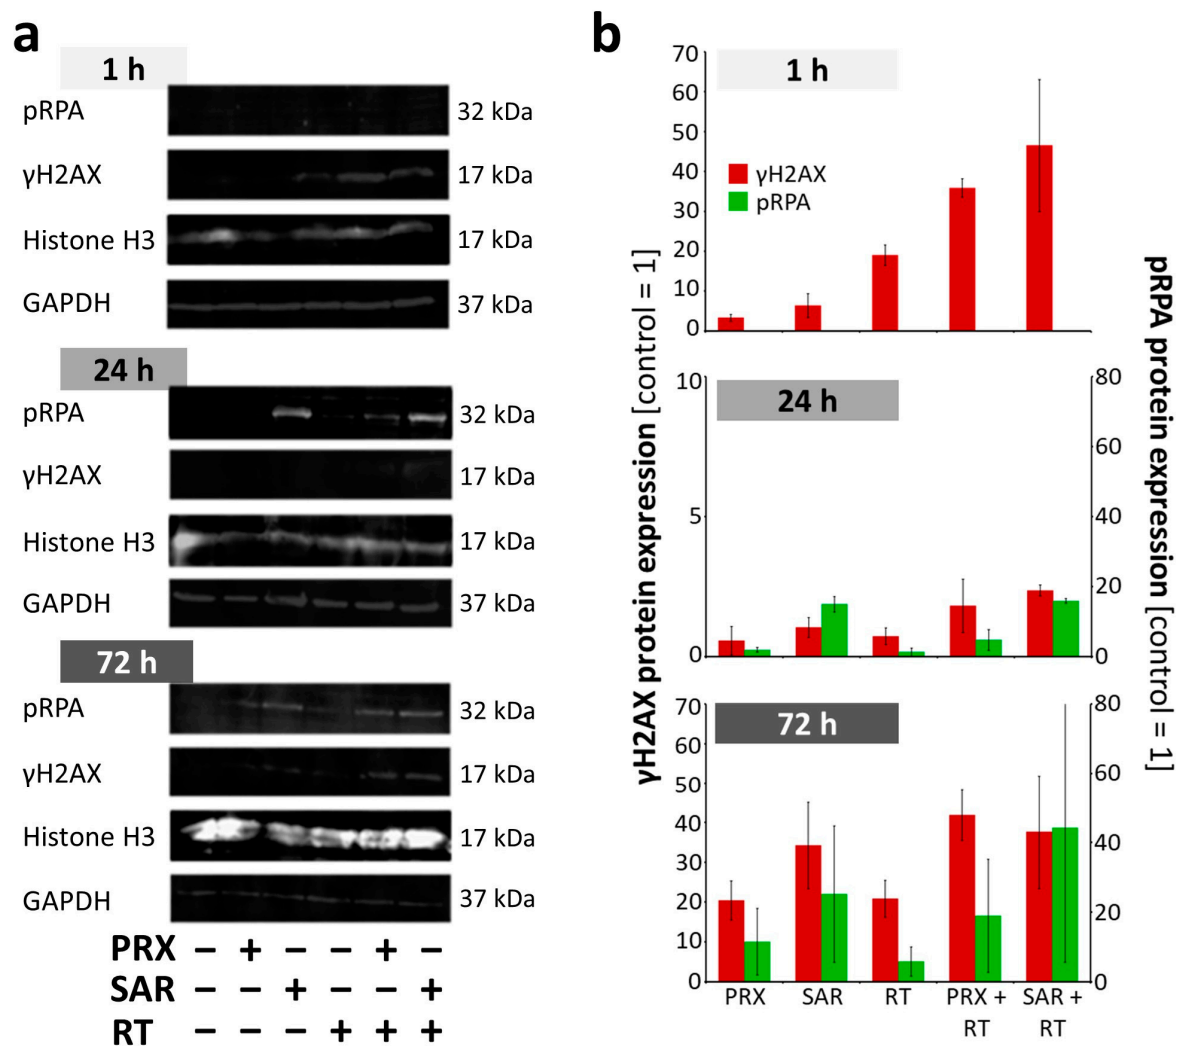 a
1 h
pRPA 32 kDa
γH2AX 17 kDa
Histone H3 17 kDa
GAPDH 37 kDa
24 h
pRPA 32 kDa
γH2AX 17 kDa
Histone H3 17 kDa
GAPDH 37 kDa
72 h
pRPA 32 kDa
γH2AX 17 kDa
Histone H3 17 kDa
GAPDH 37 kDa
PRX − + − − + −
SAR − − + − − +
RT − − − + + +
b
γH2AX protein expression [control = 1]
pRPA protein expression [control = 1]
1 h
γH2AX
pRPA
70
60
50
40
30
20
10
0
24 h
10
5
0
80
60
40
20
0
72 h
70
60
50
40
30
20
10
0
80
60
40
20
0
PRX SAR RT PRX + SAR +
RT RT